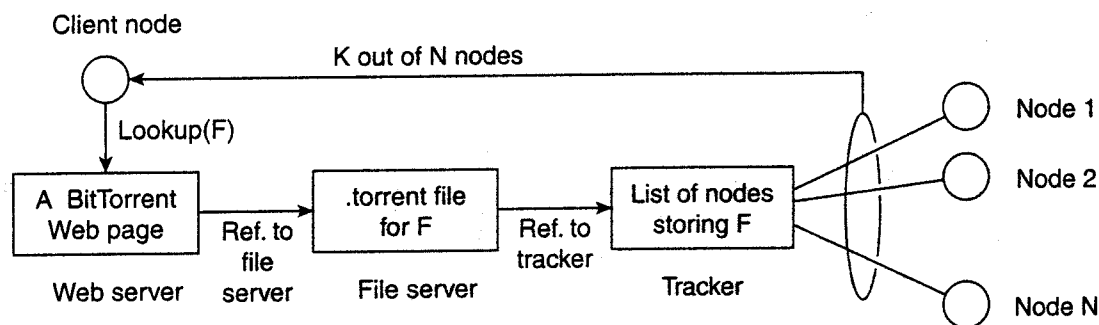 Client node
K out of N nodes
Node 1
Lookup(F)
Node 2
A BitTorrent
Web page
Ref. to
file
server
.torrent file
for F
Ref. to
tracker
List of nodes
storing F
Web server
File server
Tracker
Node N